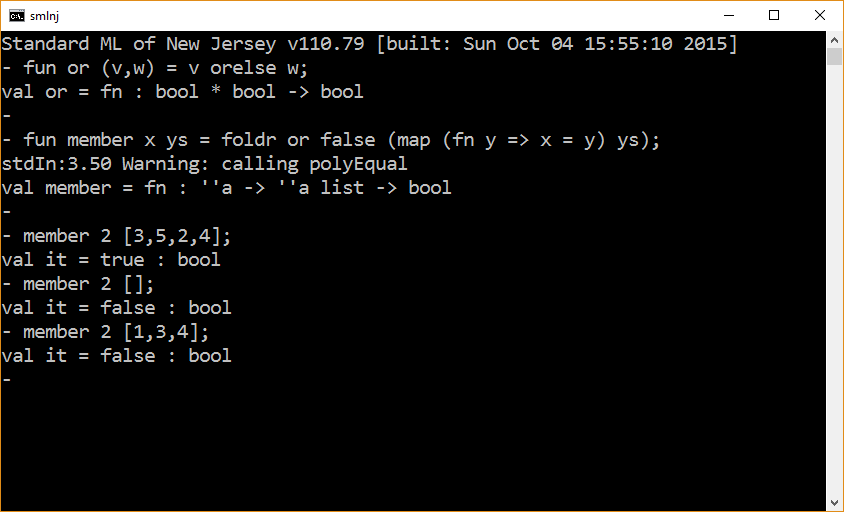 smlnj
Standard ML of New Jersey v110.79 [built: Sun Oct 04 15:55:10 2015]
- fun or (v,w) = v orelse w;
val or = fn : bool * bool -> bool
-
- fun member x ys = foldr or false (map (fn y => x = y) ys);
stdIn:3.50 Warning: calling polyEqual
val member = fn : ''a -> ''a list -> bool
-
- member 2 [3,5,2,4];
val it = true : bool
- member 2 [];
val it = false : bool
- member 2 [1,3,4];
val it = false : bool
-